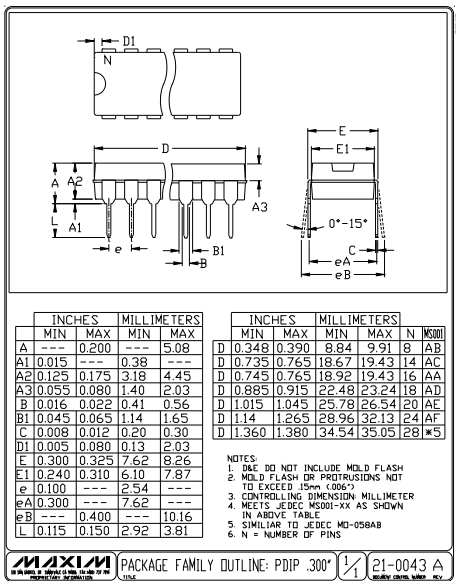 D1
N
D
E
E1
A
A2
A3
L
A1
e
B1
B
0°-15°
C
eA
eB
INCHES MILLIMETERS
MIN MAX MIN MAX
A --- 0.200 --- 5.08
A1 0.015 --- 0.38 ---
A2 0.125 0.175 3.18 4.45
A3 0.055 0.080 1.40 2.03
B 0.016 0.022 0.41 0.56
B1 0.045 0.065 1.14 1.65
C 0.008 0.012 0.20 0.30
D1 0.005 0.080 0.13 2.03
E 0.300 0.325 7.62 8.26
E1 0.240 0.310 6.10 7.87
e 0.100 --- 2.54 ---
eA 0.300 --- 7.62 ---
eB --- 0.400 --- 10.16
L 0.115 0.150 2.92 3.81
INCHES MILLIMETERS
MIN MAX MIN MAX N MS001
D 0.348 0.390 8.84 9.91 8 AB
D 0.735 0.765 18.67 19.43 14 AC
D 0.745 0.765 18.92 19.43 16 AA
D 0.885 0.915 22.48 23.24 18 AD
D 1.015 1.045 25.78 26.54 20 AE
D 1.14 1.265 28.96 32.13 24 AF
D 1.360 1.380 34.54 35.05 28 *5
NOTES:
1. D&E DO NOT INCLUDE MOLD FLASH
2. MOLD FLASH OR PROTRUSIONS NOT
TO EXCEED .15mm (.006")
3. CONTROLLING DIMENSION: MILLIMETER
4. MEETS JEDEC MS001-XX AS SHOWN
IN ABOVE TABLE
5. SIMILIAR TO JEDEC MO-058AB
6. N = NUMBER OF PINS
MAXIM
PROPRIETARY INFORMATION
PACKAGE FAMILY OUTLINE: PDIP .300"
TITLE
1/1
21-0043 A
DOCUMENT CONTROL NUMBER REV